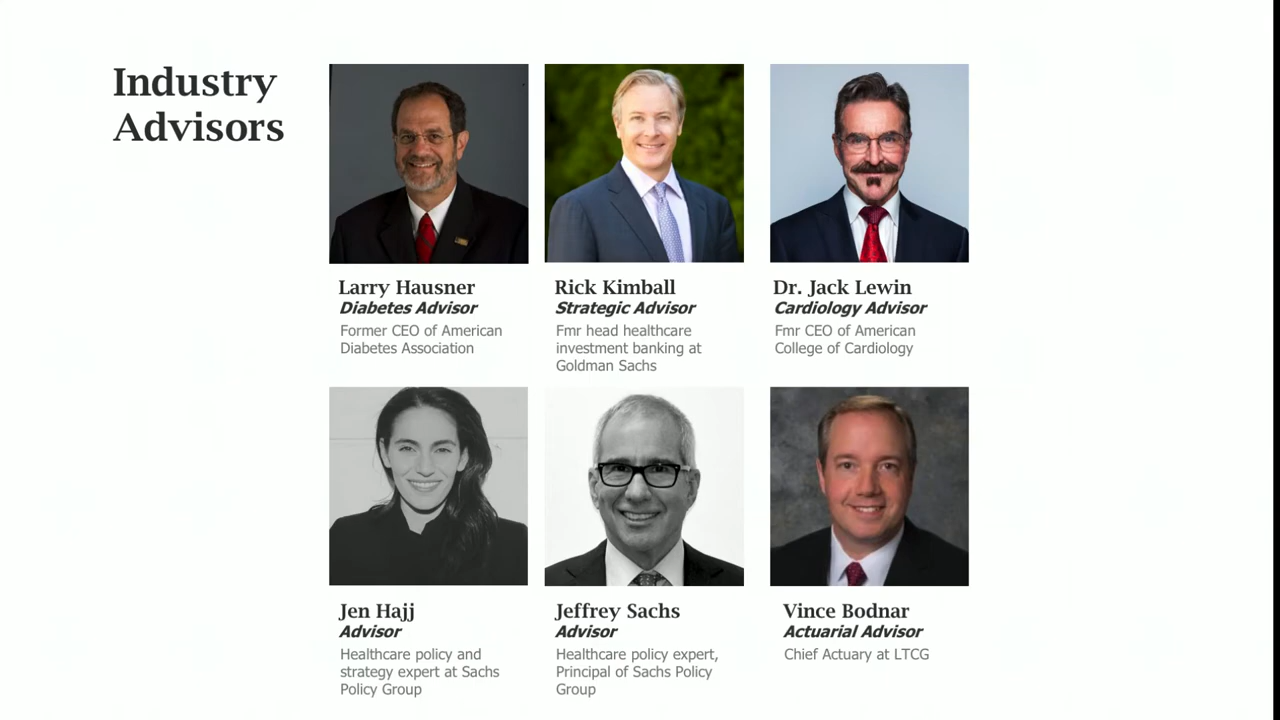 Industry
Advisors
Larry Hausner
Diabetes Advisor
Former CEO of American
Diabetes Association
Rick Kimball
Strategic Advisor
Fmr head healthcare
investment banking at
Goldman Sachs
Dr. Jack Lewin
Cardiology Advisor
Fmr CEO of American
College of Cardiology
Jen Hajj
Advisor
Healthcare policy and
strategy expert at Sachs
Policy Group
Jeffrey Sachs
Advisor
Healthcare policy expert,
Principal of Sachs Policy
Group
Vince Bodnar
Actuarial Advisor
Chief Actuary at LTCG